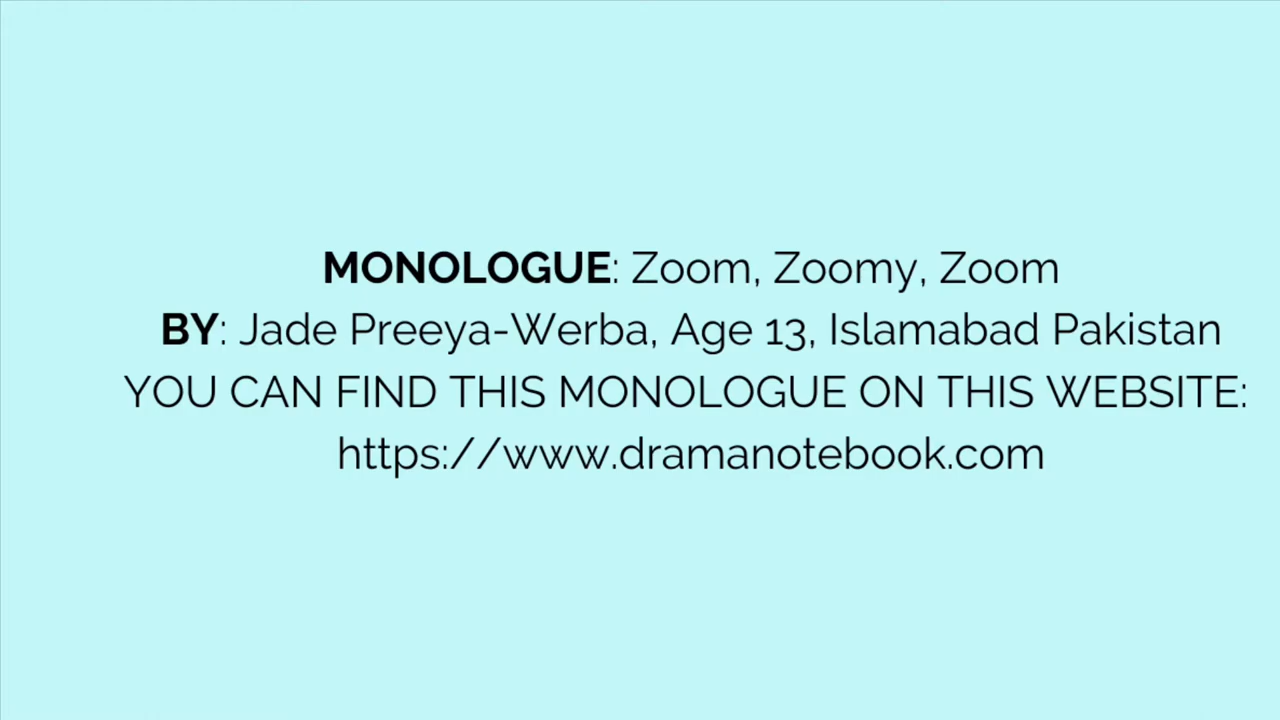 MONOLOGUE: Zoom, Zoomy, Zoom
BY: Jade Preeya-Werba, Age 13, Islamabad Pakistan
YOU CAN FIND THIS MONOLOGUE ON THIS WEBSITE:
https://www.dramanotebook.com